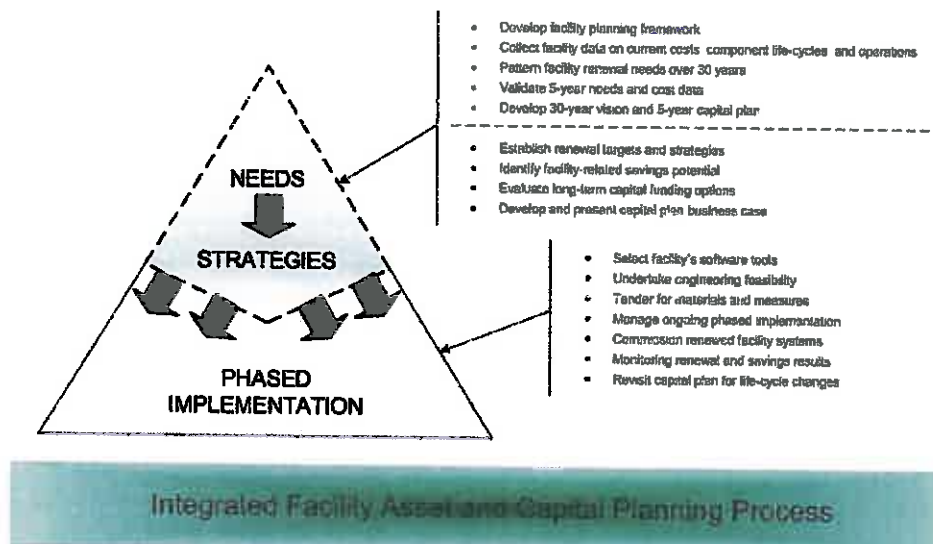 Develop facility planning framework
Collect facility data on current costs component life-cycles and operations
Pattern facility renewal needs over 30 years
Validate 5-year needs and cost data
Develop 30-year vision and 5-year capital plan
Establish renewal targets and strategies
Identify facility-related savings potential
Evaluate long-term capital funding options
Develop and present capital plan business case
NEEDS
STRATEGIES
Select facility's software tools
Undertake engineering feasibility
Tender for materials and measures
Manage ongoing phased implementation
Commission renewed facility systems
Monitoring renewal and savings results
Revisit capital plan for life-cycle changes
PHASED
IMPLEMENTATION
Integrated Facility Asset and Capital Planning Process